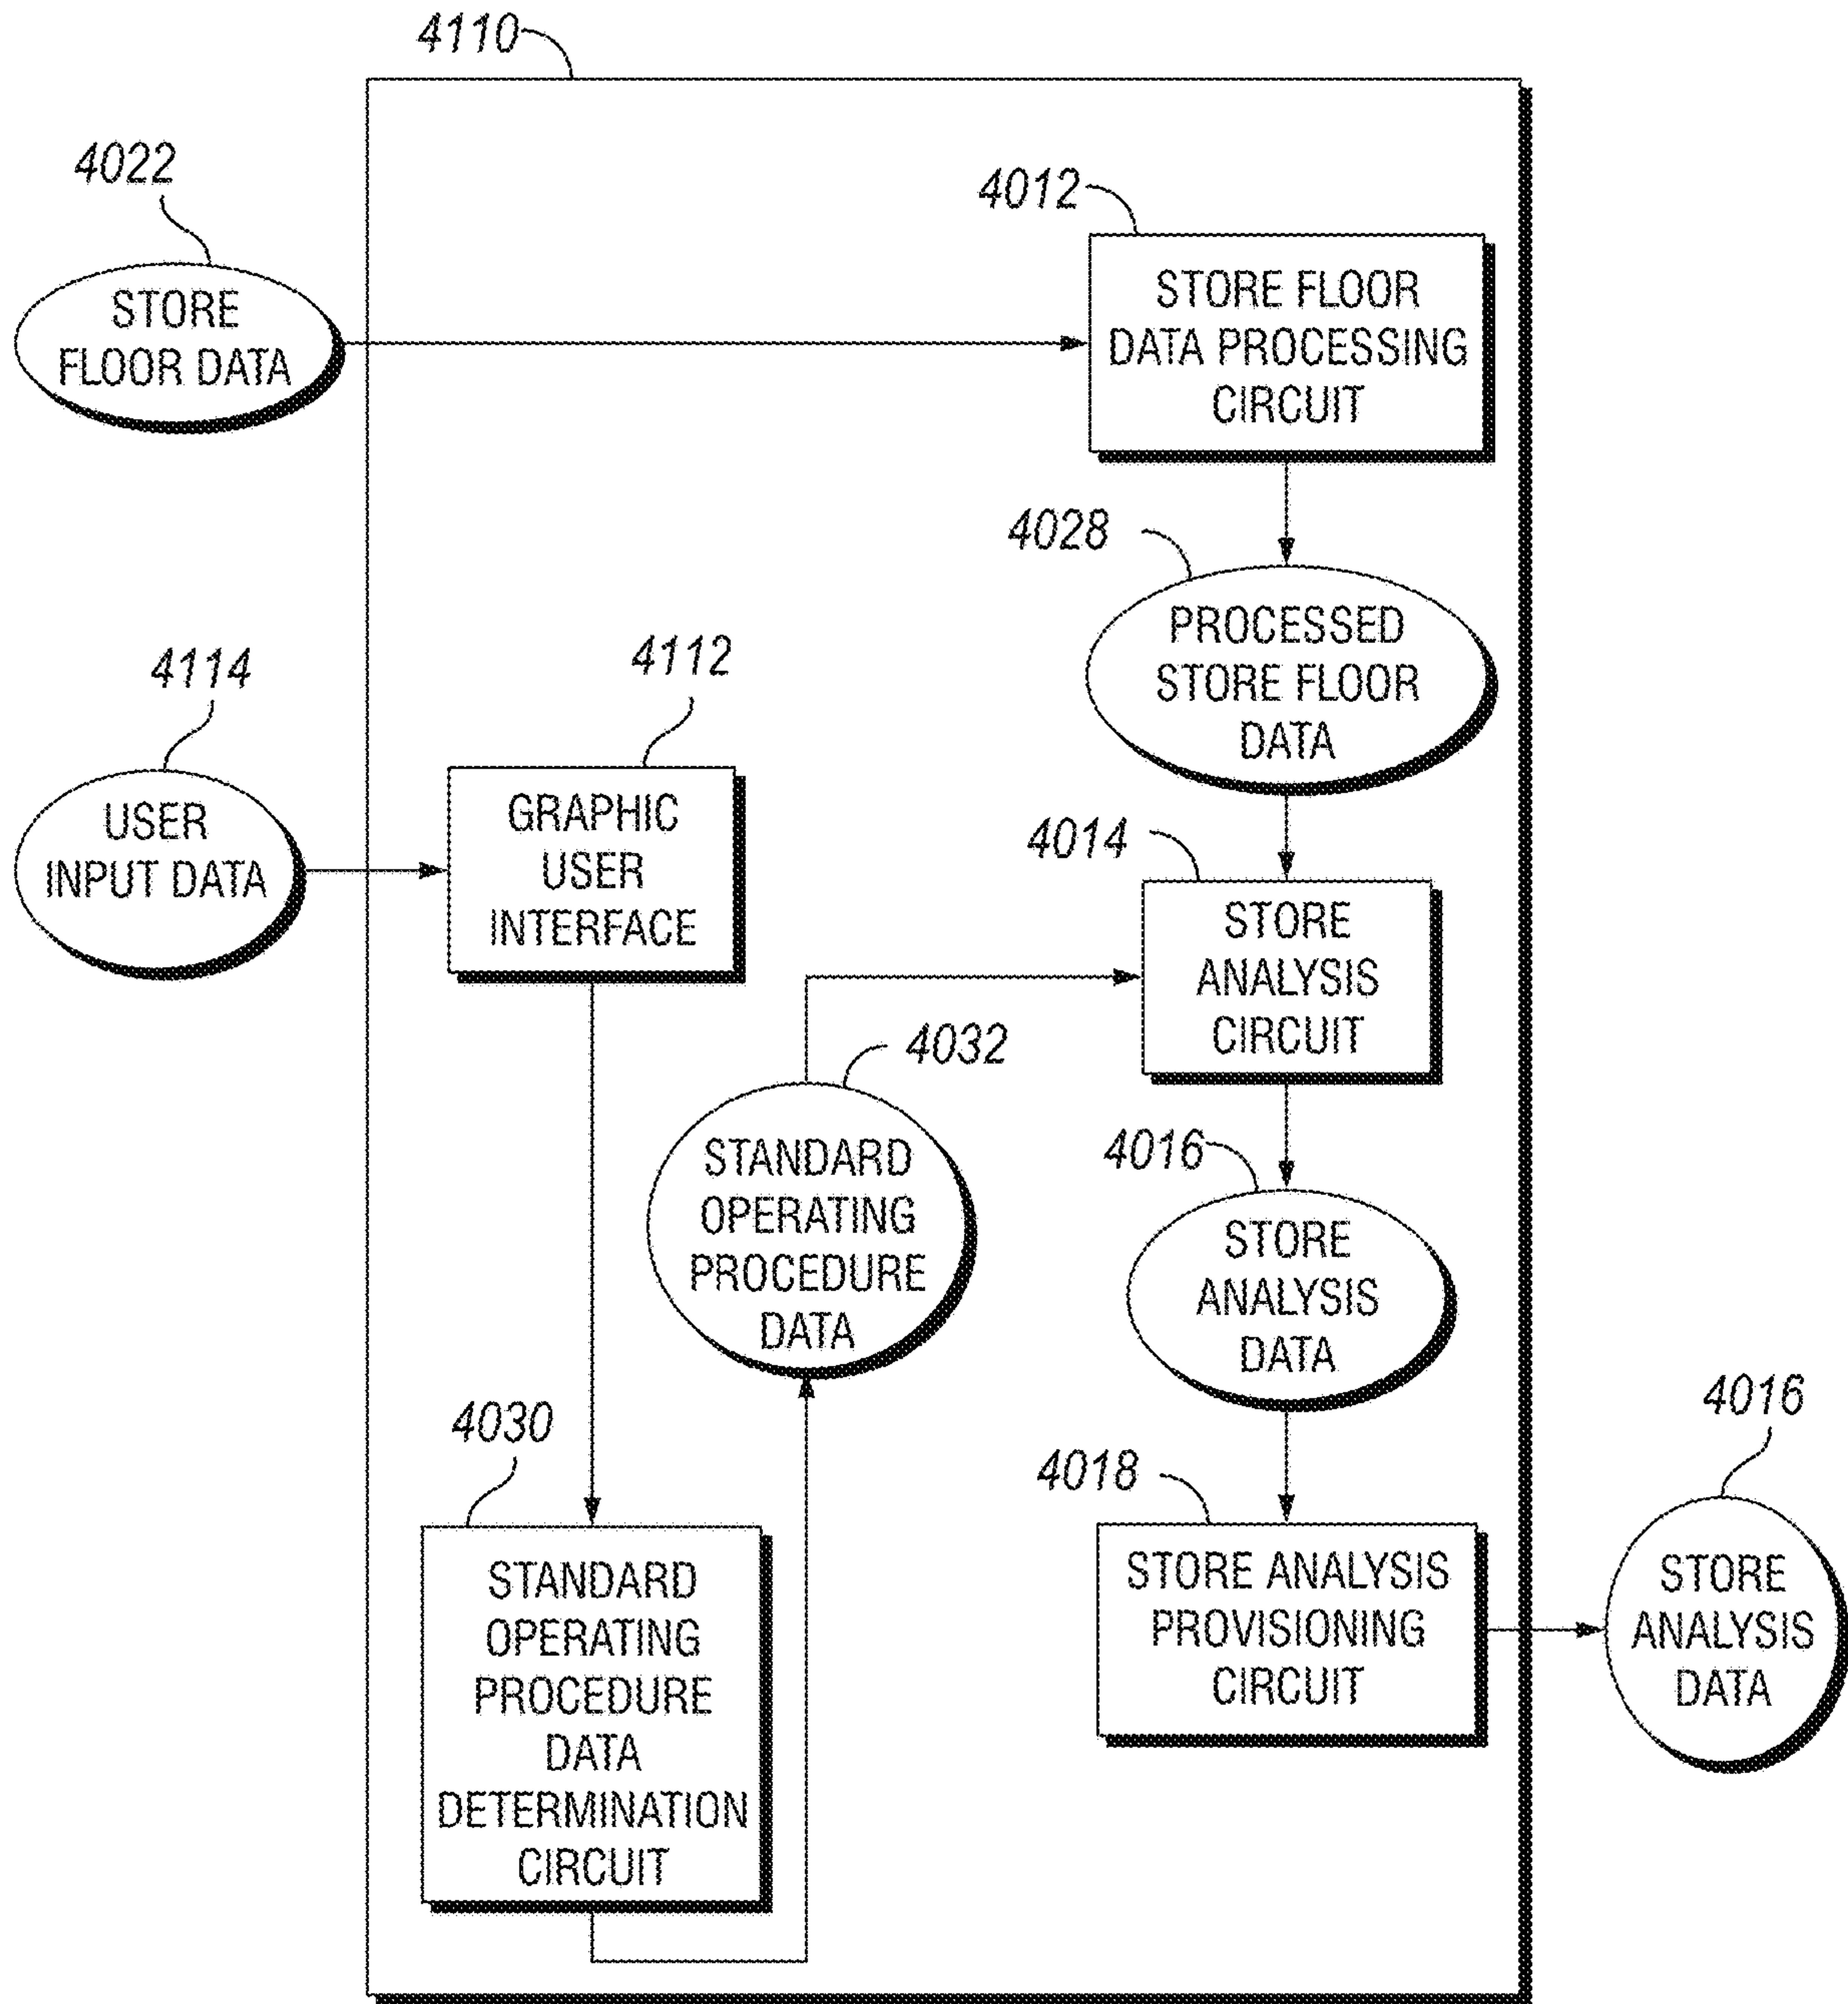 4110
4022
STORE
FLOOR DATA
4012
STORE FLOOR
DATA PROCESSING
CIRCUIT
4028
PROCESSED
STORE FLOOR
DATA
4114
USER
INPUT DATA
4112
GRAPHIC
USER
INTERFACE
4014
STORE
ANALYSIS
CIRCUIT
4032
STANDARD
OPERATING
PROCEDURE
DATA
4016
STORE
ANALYSIS
DATA
4030
STANDARD
OPERATING
PROCEDURE
DATA
DETERMINATION
CIRCUIT
4018
STORE ANALYSIS
PROVISIONING
CIRCUIT
4016
STORE
ANALYSIS
DATA